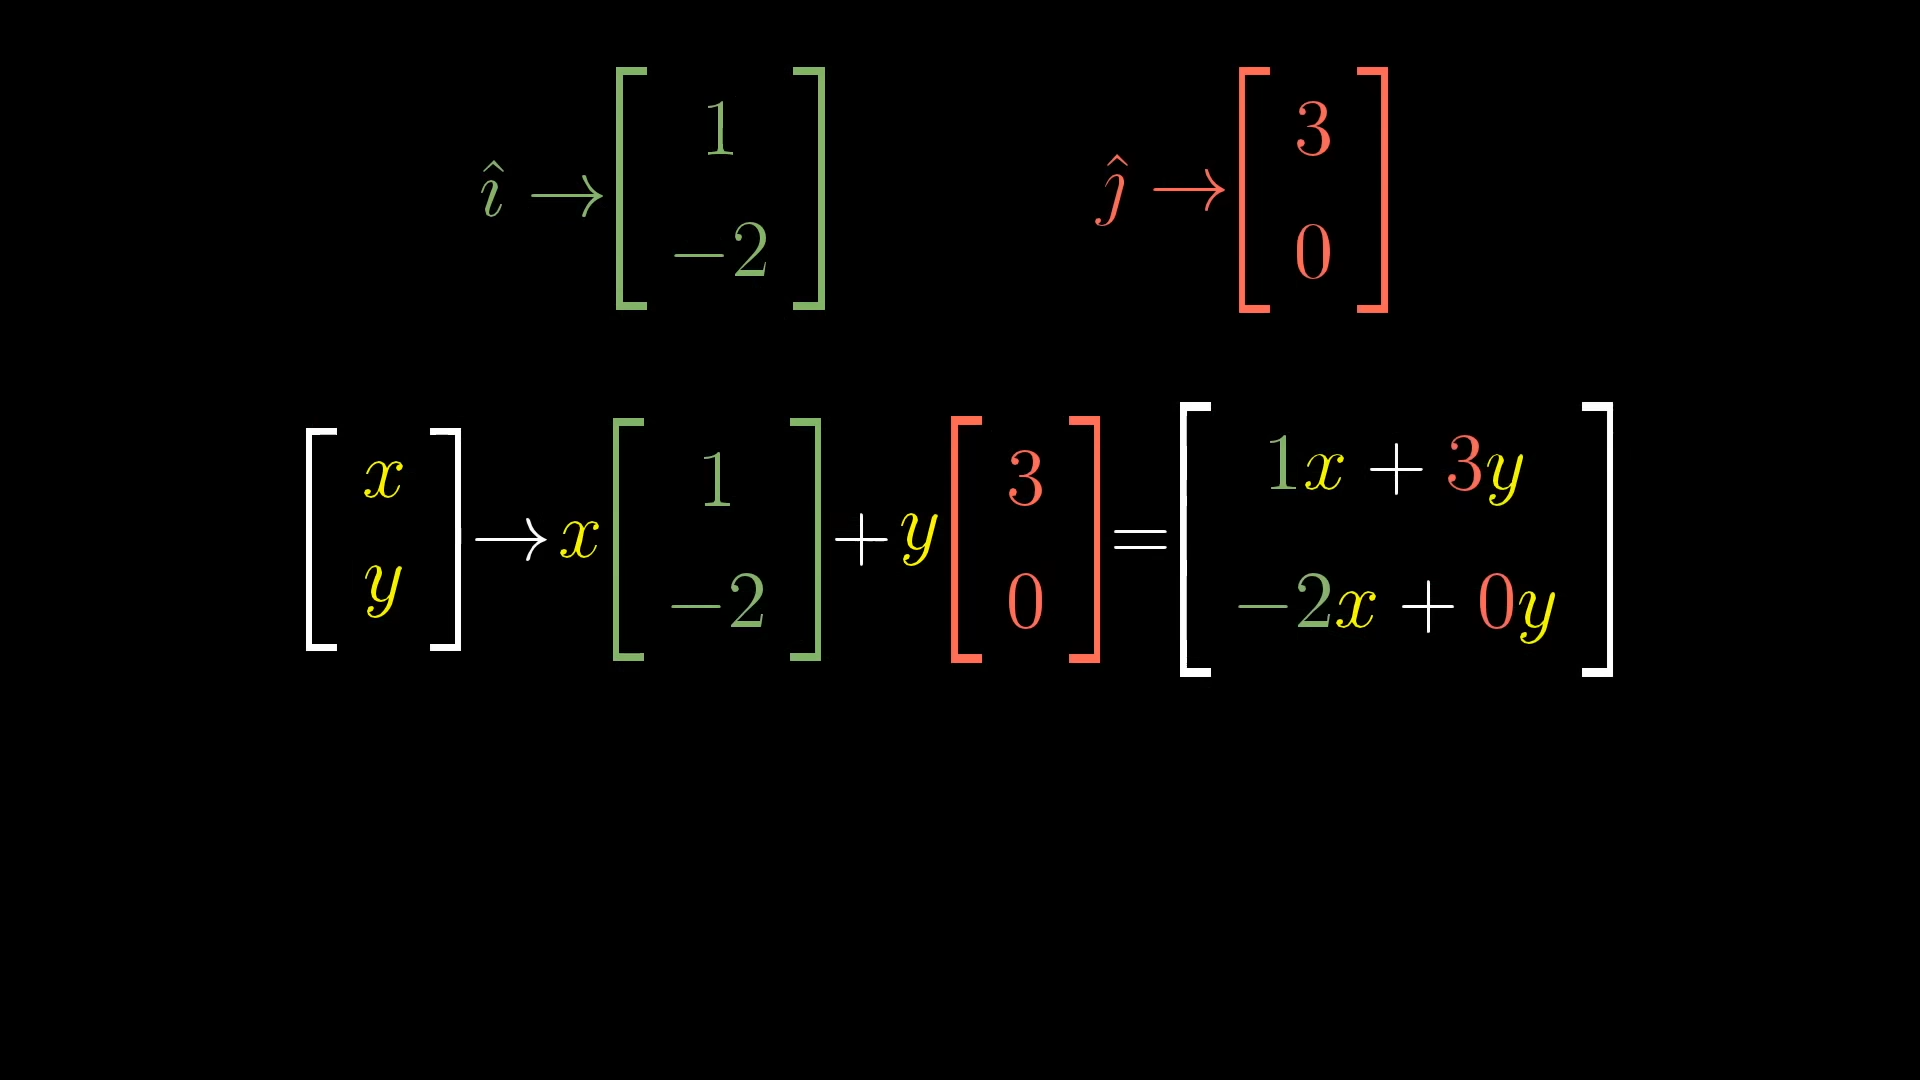 î → [1 −2] ĵ → [3 0]
[x y] → x [1 −2] + y [3 0] = [1x + 3y −2x + 0y]